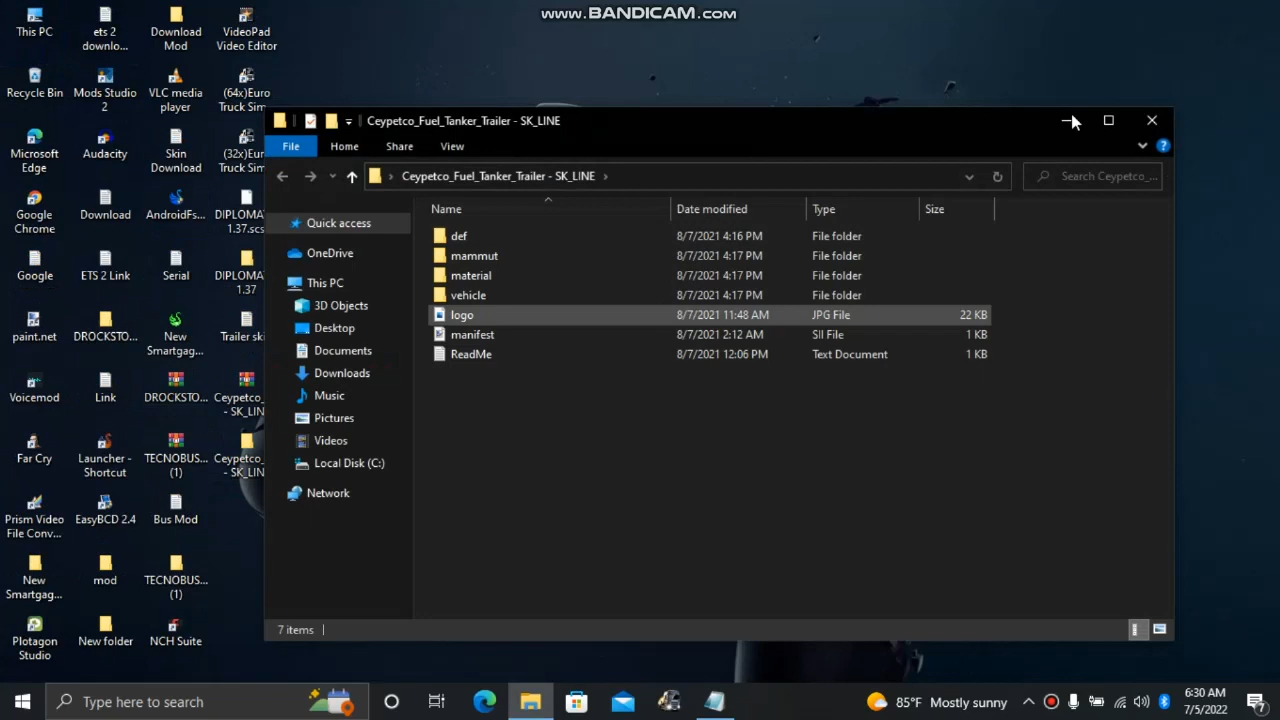 www.BANDICAM.com
This PC
ets 2
downlo...
Download
Mod
VideoPad
Video Editor
Recycle Bin
Mods Studio
2
VLC media
player
(64x)Euro
Truck Sim
Microsoft
Edge
Audacity
Skin
Download
(32x)Euro
Truck Sim
Google
Chrome
Download
AndroidFs...
DIPLOMA
1.37.scs
Google
ETS 2 Link
Serial
DIPLOMA
1.37
paint.net
DROCKSTO...
New
Smartgag...
Trailer ski
Voicemod
Link
DROCKSTO...
Ceypetco_
- SK_LIN
Far Cry
Launcher -
Shortcut
TECNOBUS...
(1)
Ceypetco_
- SK_LIN
Prism Video
File Conv...
EasyBCD 2.4
Bus Mod
New
Smartgag...
mod
TECNOBUS...
(1)
Plotagon
Studio
New folder
NCH Suite
Ceypetco_Fuel_Tanker_Trailer - SK_LINE
File Home Share View
Ceypetco_Fuel_Tanker_Trailer - SK_LINE
Search Ceypetco_...
Quick access
OneDrive
This PC
3D Objects
Desktop
Documents
Downloads
Music
Pictures
Videos
Local Disk (C:)
Network
Name Date modified Type Size
def 8/7/2021 4:16 PM File folder
mammut 8/7/2021 4:17 PM File folder
material 8/7/2021 4:17 PM File folder
vehicle 8/7/2021 4:17 PM File folder
logo 8/7/2021 11:48 AM JPG File 22 KB
manifest 8/7/2021 2:12 AM SII File 1 KB
ReadMe 8/7/2021 12:06 PM Text Document 1 KB
7 items
Type here to search
85°F Mostly sunny
6:30 AM
7/5/2022
7